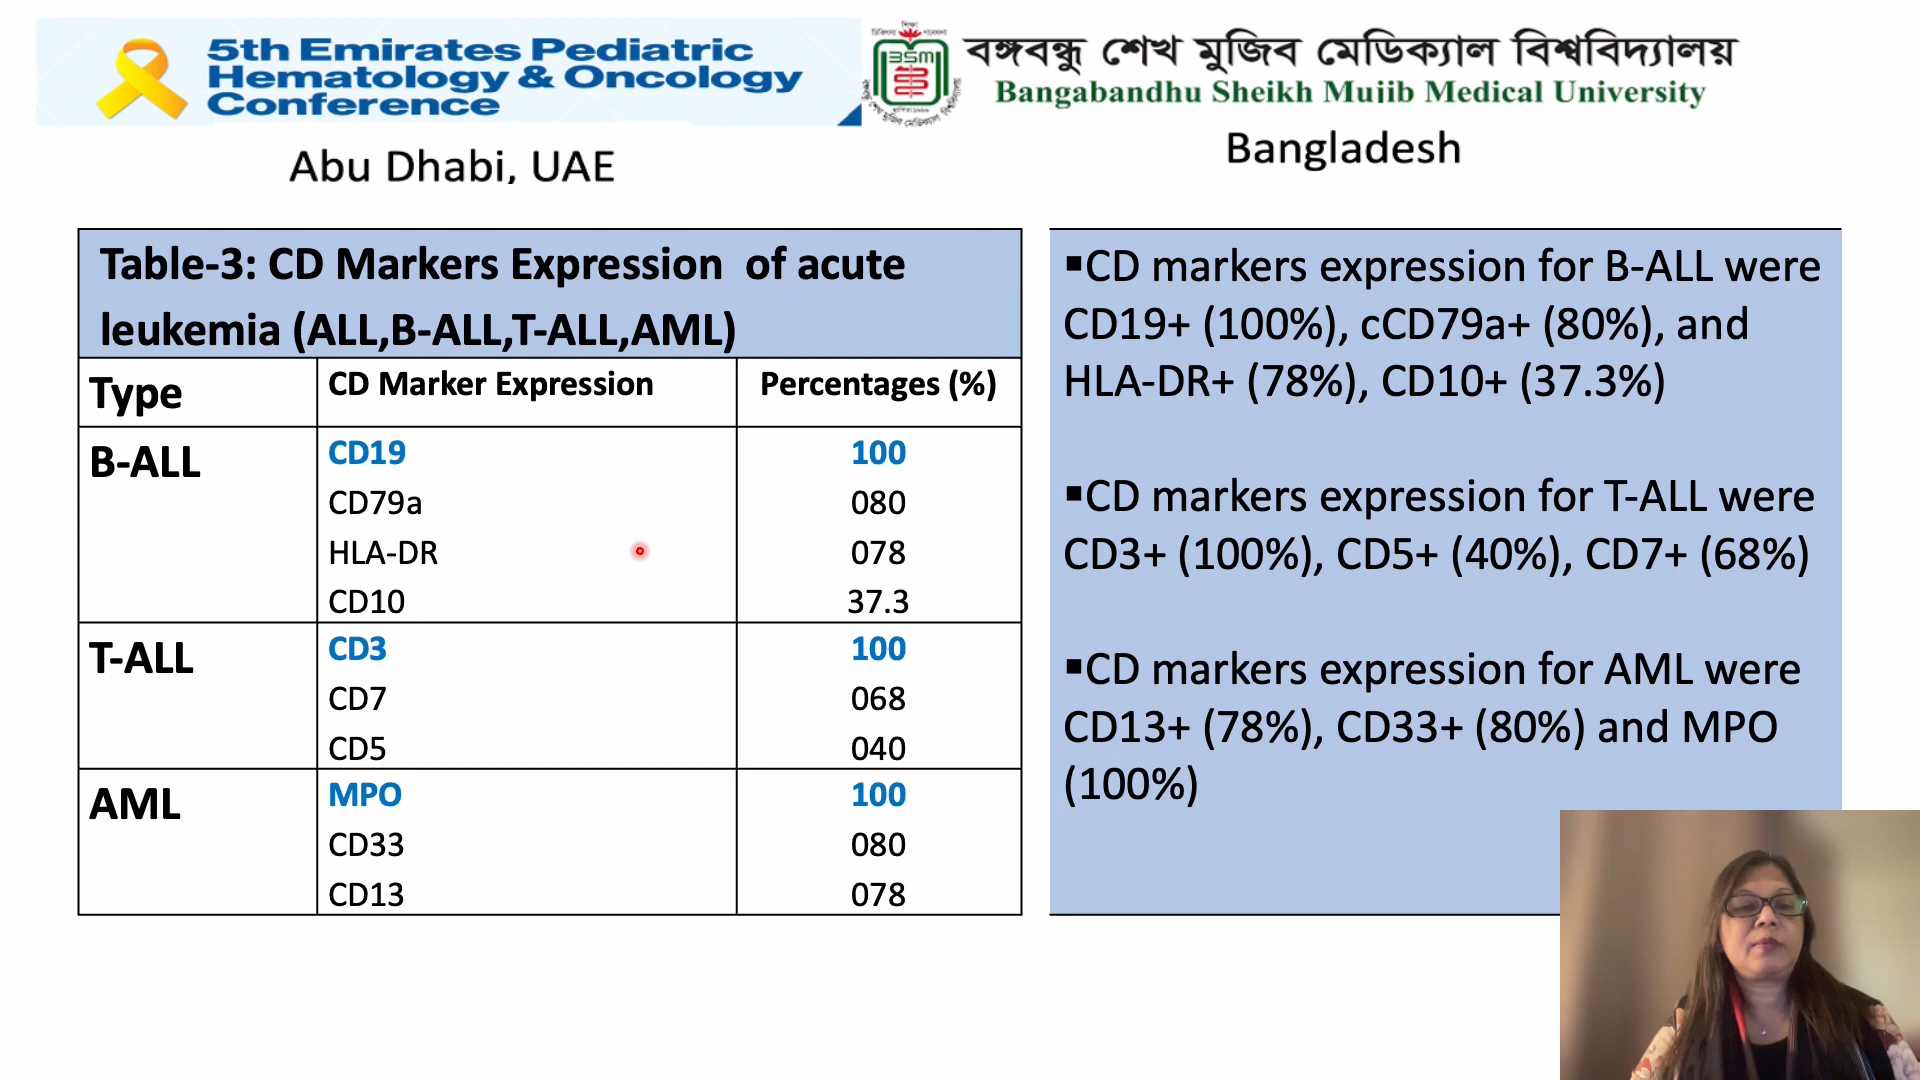 5th Emirates Pediatric
Hematology & Oncology
Conference
Abu Dhabi, UAE
BSM
বঙ্গবন্ধু শেখ মুজিব মেডিক্যাল বিশ্ববিদ্যালয়
Bangabandhu Sheikh Mujib Medical University
Bangladesh
Table-3: CD Markers Expression of acute
leukemia (ALL,B-ALL,T-ALL,AML)
Type CD Marker Expression Percentages (%)
B-ALL CD19 100
CD79a 080
HLA-DR 078
CD10 37.3
T-ALL CD3 100
CD7 068
CD5 040
AML MPO 100
CD33 080
CD13 078
▪CD markers expression for B-ALL were
CD19+ (100%), cCD79a+ (80%), and
HLA-DR+ (78%), CD10+ (37.3%)
▪CD markers expression for T-ALL were
CD3+ (100%), CD5+ (40%), CD7+ (68%)
▪CD markers expression for AML were
CD13+ (78%), CD33+ (80%) and MPO
(100%)